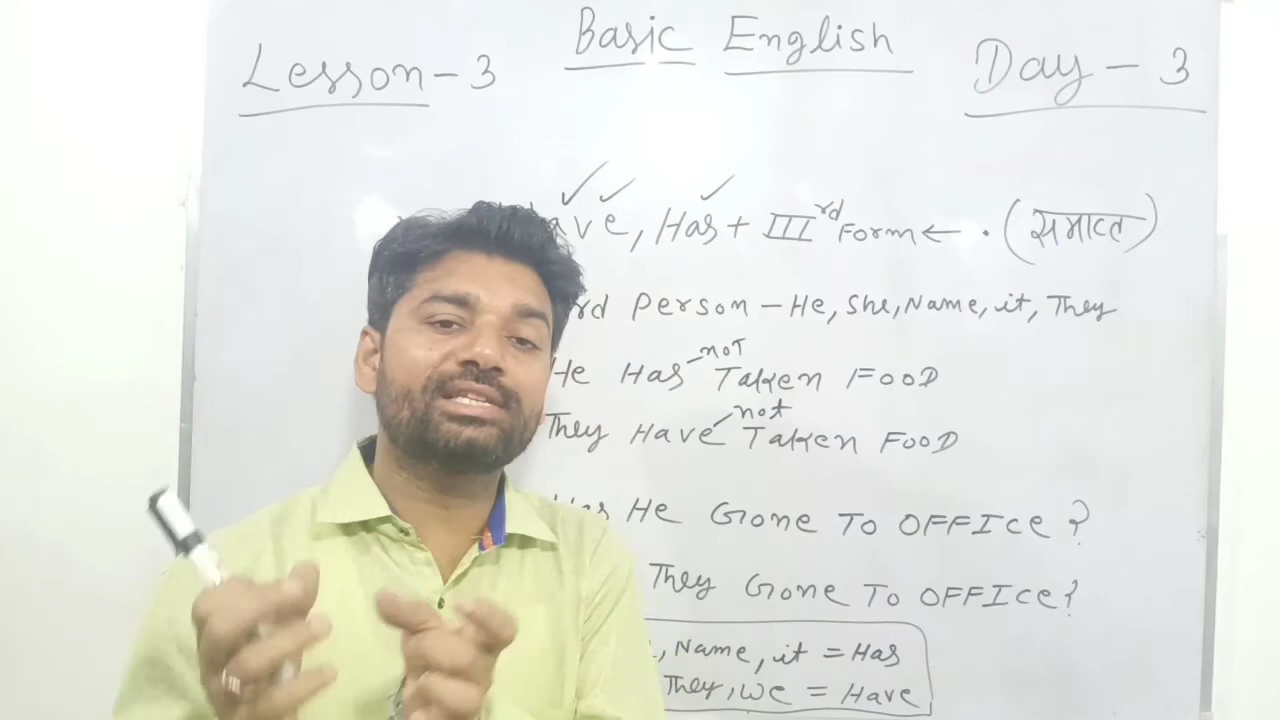 Lesson-3 Basic English Day-3
ave, Has + III rd Form ← . (समाप्त)
rd Person - He, She, Name, it, They
He Has not Taken Food
They Have not Taken Food
He Gone To OFFICE?
They Gone To OFFICE?
, Name, it = Has
They, We = Have